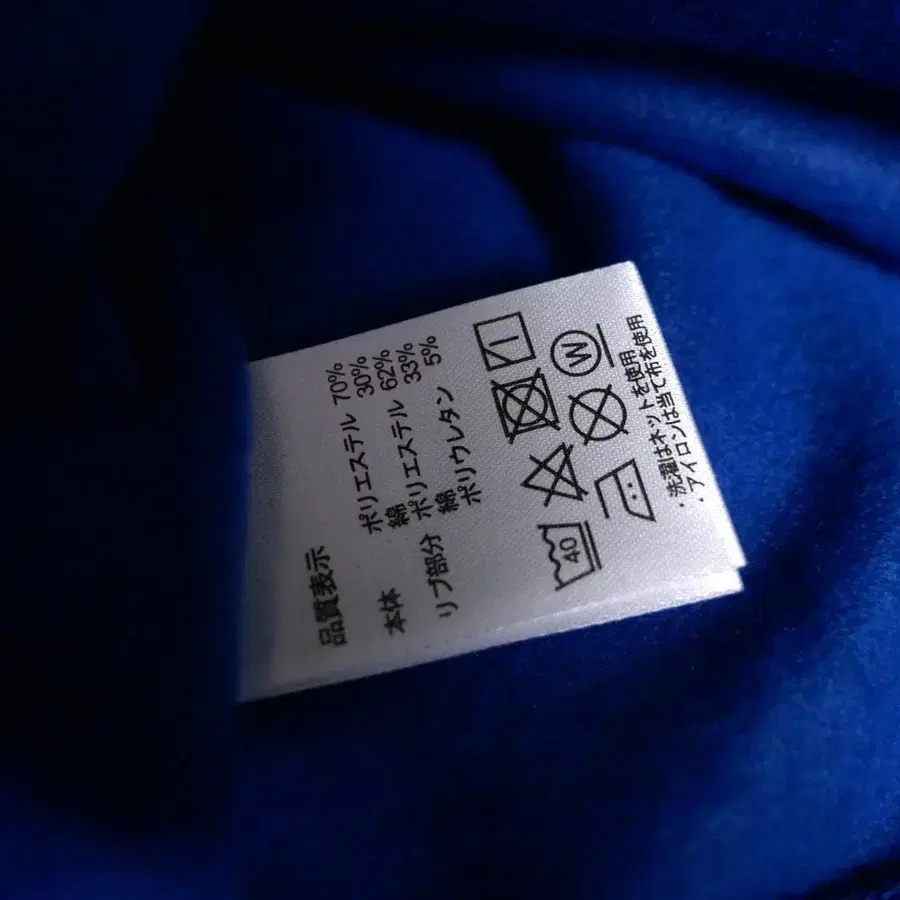 品質表示
本体 ポリエステル 70%
綿 30%
リブ部分 ポリエステル 62%
綿 33%
ポリウレタン 5%
40
W
・洗濯はネットを使用
・アイロンは当て布を使用